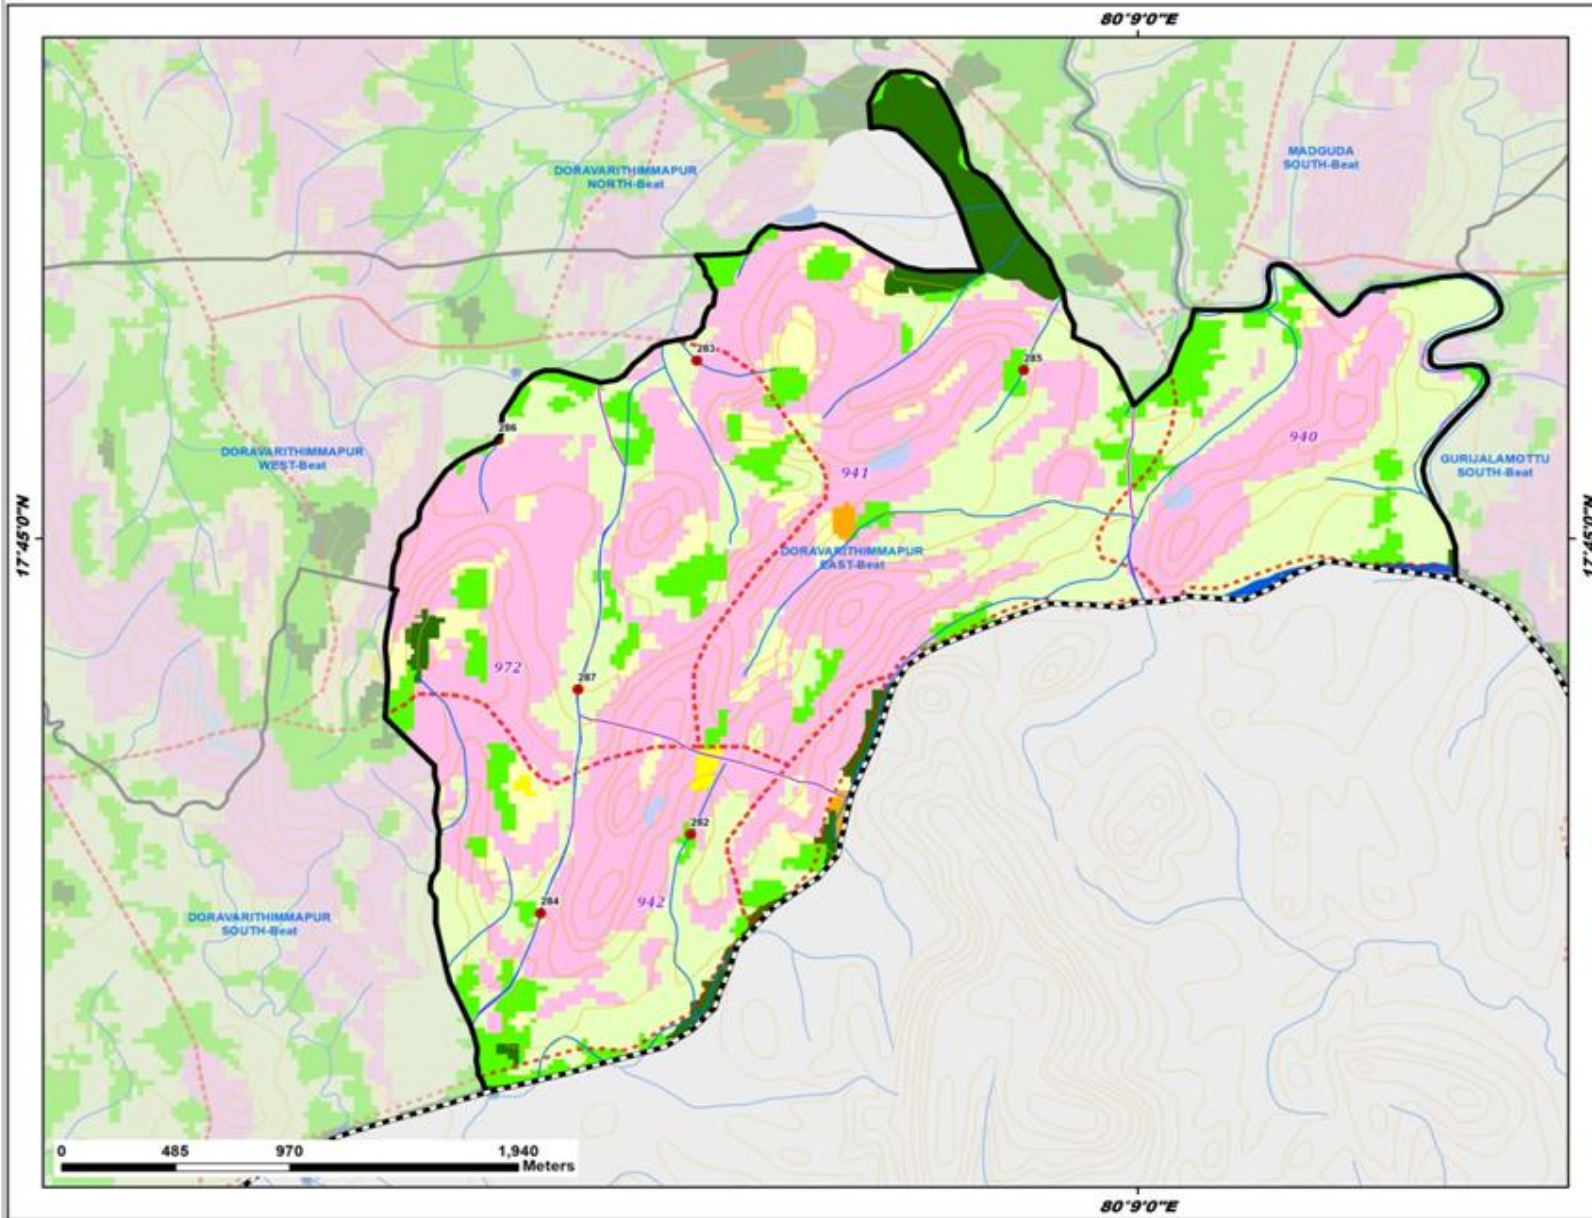 80°9'0"E
DORAVARITHIMMAPUR
NORTH-Beat
MADGUDA
SOUTH-Beat
283
285
286
940
DORAVARITHIMMAPUR
WEST-Beat
941
GURIJALAMOTTU
SOUTH-Beat
17°45'0"N
17°45'0"N
DORAVARITHIMMAPUR
EAST-Beat
972
287
282
284
942
DORAVARITHIMMAPUR
SOUTH-Beat
0 485 970 1,940
Meters
80°9'0"E